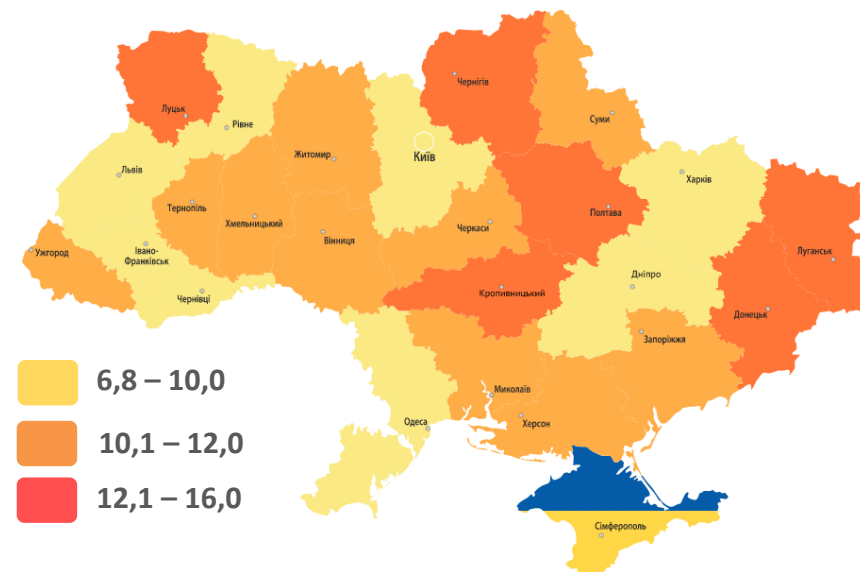 Луцьк
Рівне
Чернігів
Суми
Київ
Житомир
Львів
Тернопіль
Хмельницький
Вінниця
Черкаси
Полтава
Харків
Луганськ
Ужгород
Івано-
Франківськ
Чернівці
Кропивницький
Дніпро
Донецьк
Запоріжжя
Миколаїв
Херсон
Одеса
Сімферополь
6,8 – 10,0
10,1 – 12,0
12,1 – 16,0